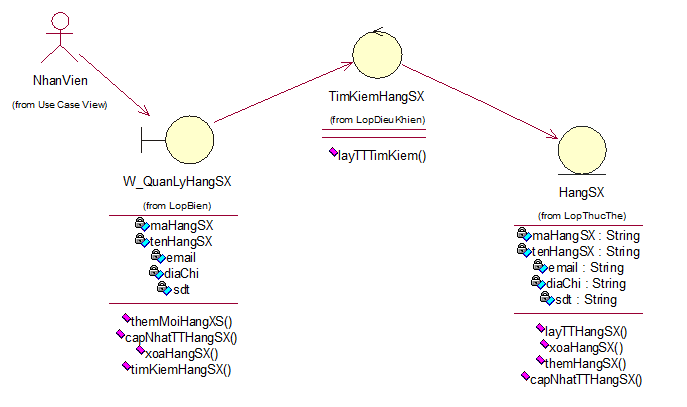 NhanVien
(from Use Case View)
W_QuanLyHangSX
(from LopBien)
maHangSX
tenHangSX
email
diaChi
sdt
themMoiHangXS()
capNhatTTHangSX()
xoaHangSX()
timKiemHangSX()
TimKiemHangSX
(from LopDieuKhien)
layTTTimKiem()
HangSX
(from LopThucThe)
maHangSX : String
tenHangSX : String
email : String
diaChi : String
sdt : String
layTTHangSX()
xoaHangSX()
themHangSX()
capNhatTTHangSX()